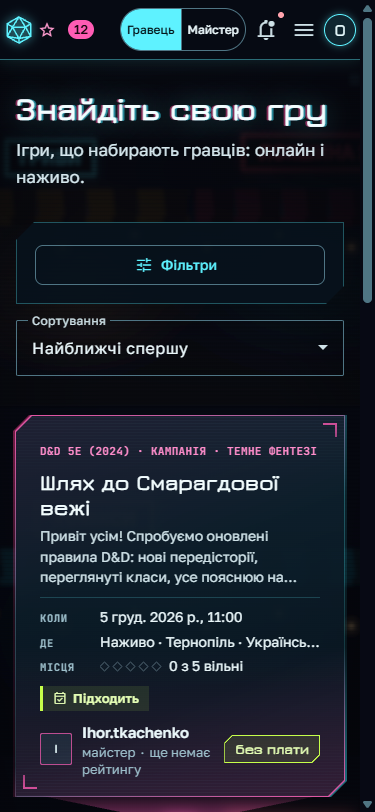 12
Гравець
Майстер
O
Знайдіть свою гру
Ігри, що набирають гравців: онлайн і
наживо.
Фільтри
Сортування
Найближчі спершу
D&D 5E (2024) · КАМПАНІЯ · ТЕМНЕ ФЕНТЕЗІ
Шлях до Смарагдової
вежі
Привіт усім! Спробуємо оновлені
правила D&D: нові передісторії,
переглянуті класи, усе пояснюю на...
КОЛИ 5 груд. 2026 р., 11:00
ДЕ Наживо · Тернопіль · Українсь...
МІСЦЯ 0 з 5 вільні
Підходить
I
Ihor.tkachenko
майстер · ще немає
рейтингу
без плати